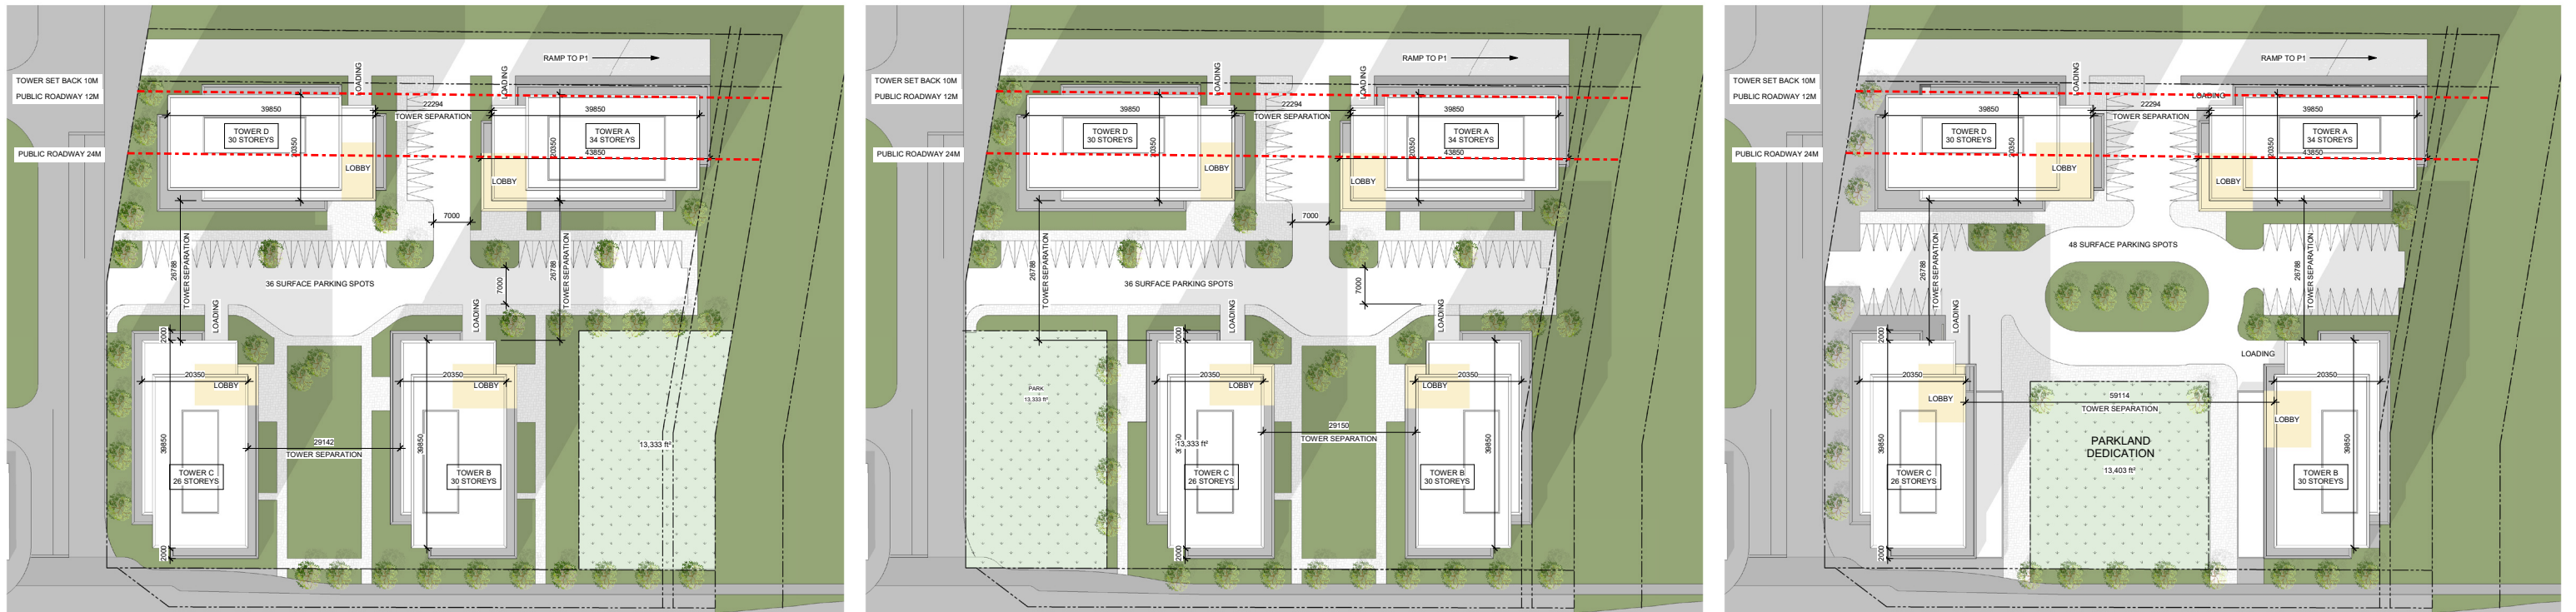 TOWER SET BACK 10M
PUBLIC ROADWAY 12M
PUBLIC ROADWAY 24M
RAMP TO P1
LOADING
LOADING
39850
22294
TOWER SEPARATION
39850
TOWER D
30 STOREYS
20350
TOWER A
34 STOREYS
20350
43850
LOBBY
LOBBY
7000
26788
TOWER SEPARATION
26788
TOWER SEPARATION
7000
36 SURFACE PARKING SPOTS
LOADING
LOADING
2000
20350
LOBBY
20350
LOBBY
39850
39850
29142
TOWER SEPARATION
13,333 ft²
TOWER C
26 STOREYS
TOWER B
30 STOREYS
2000
TOWER SET BACK 10M
PUBLIC ROADWAY 12M
PUBLIC ROADWAY 24M
RAMP TO P1
LOADING
LOADING
39850
22294
TOWER SEPARATION
39850
TOWER D
30 STOREYS
20350
TOWER A
34 STOREYS
20350
43850
LOBBY
LOBBY
7000
26788
TOWER SEPARATION
7000
36 SURFACE PARKING SPOTS
LOADING
LOADING
2000
20350
LOBBY
20350
LOBBY
PARK
13,333 ft²
29150
TOWER SEPARATION
13,333 ft²
39850
TOWER C
26 STOREYS
TOWER B
30 STOREYS
2000
TOWER SET BACK 10M
PUBLIC ROADWAY 12M
PUBLIC ROADWAY 24M
RAMP TO P1
LOADING
LOADING
39850
22294
TOWER SEPARATION
39850
TOWER D
30 STOREYS
20350
TOWER A
34 STOREYS
20350
43850
LOBBY
LOBBY
26788
TOWER SEPARATION
48 SURFACE PARKING SPOTS
26788
TOWER SEPARATION
LOADING
LOADING
2000
20350
20350
LOBBY
59114
TOWER SEPARATION
LOBBY
39850
39850
PARKLAND
DEDICATION
13,403 ft²
TOWER C
26 STOREYS
TOWER B
30 STOREYS
2000